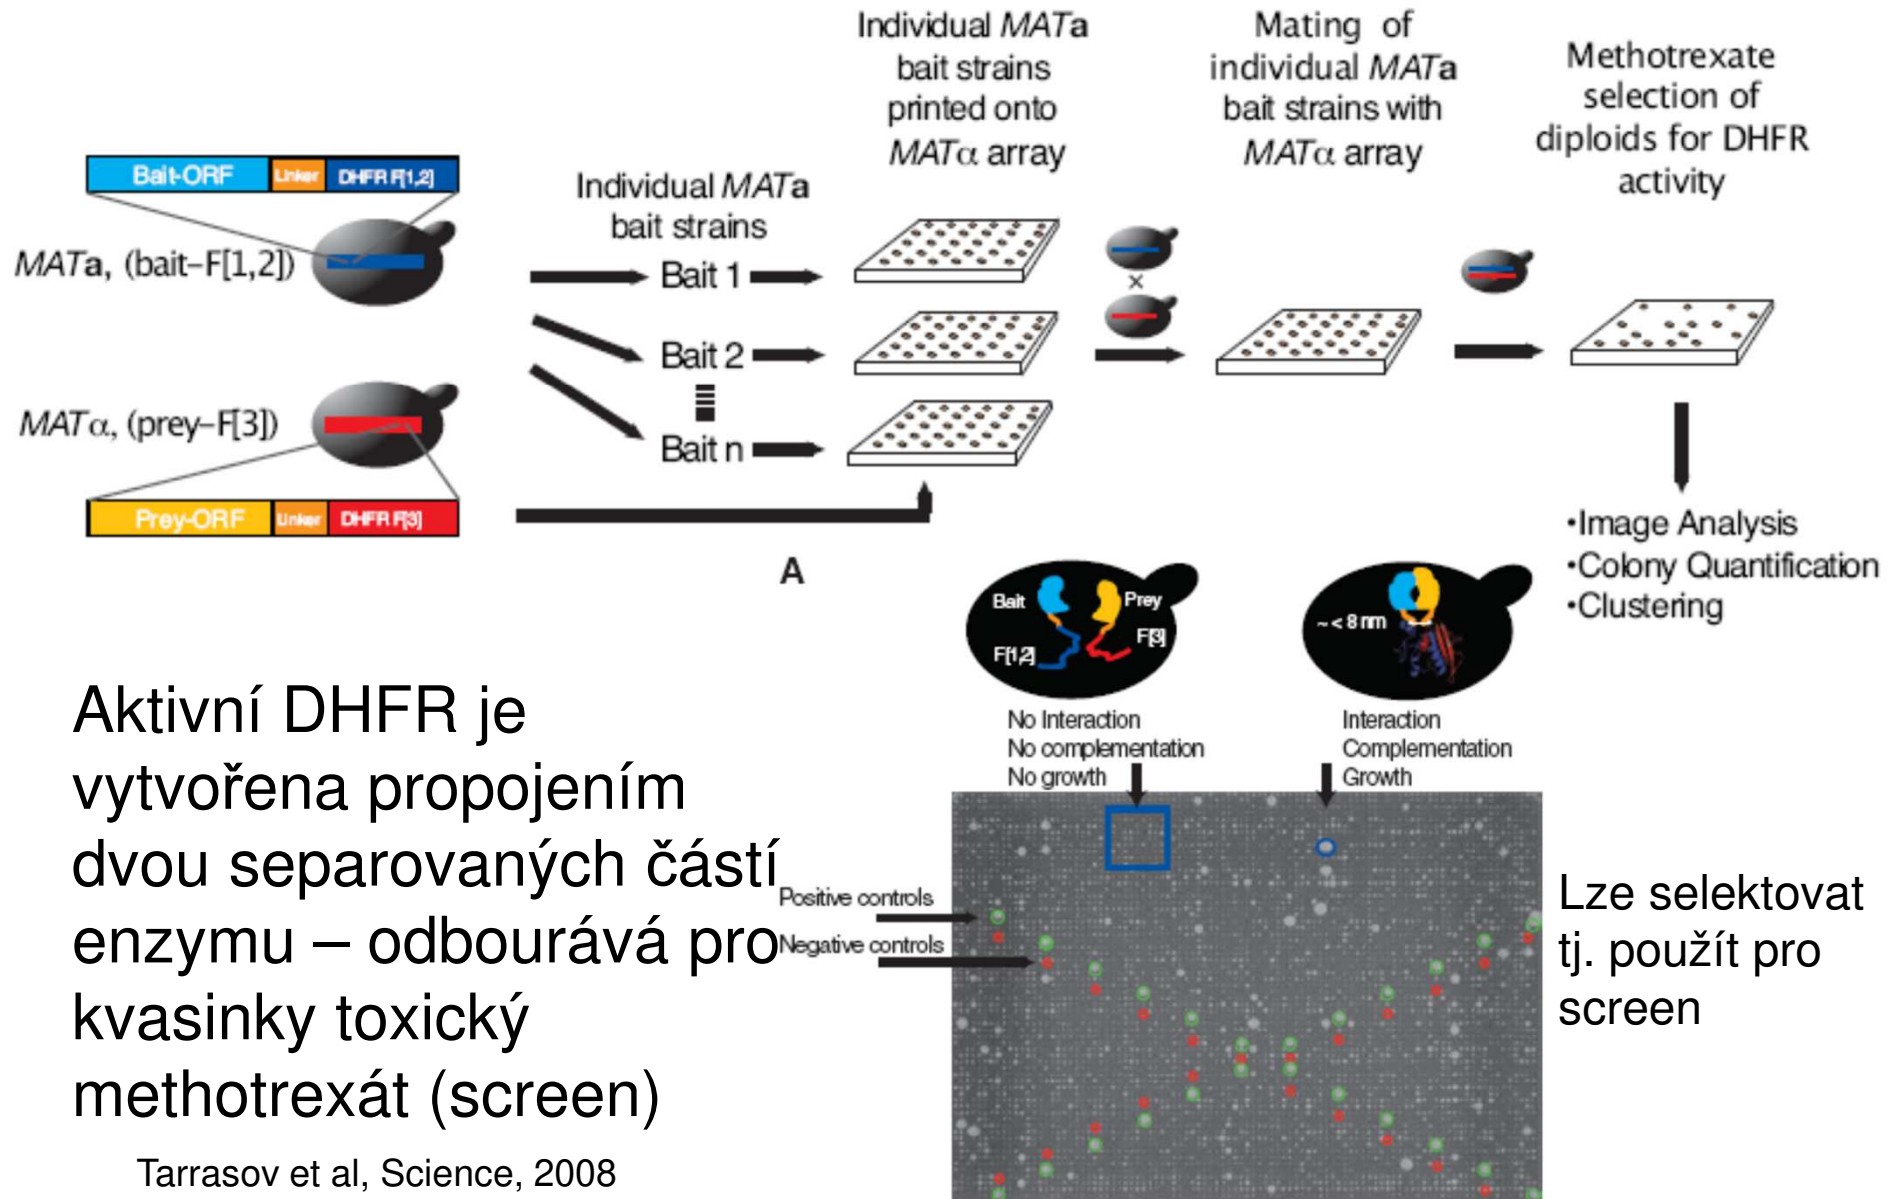 Individual MATa
bait strains
printed onto
MATα array
Mating of
individual MATa
bait strains with
MATα array
Methotrexate
selection of
diploids for DHFR
activity
Bait-ORF Linker DHFR F[1,2]
MATa, (bait–F[1,2])
Individual MATa
bait strains
Bait 1
Bait 2
Bait n
×
MATα, (prey–F[3])
Prey-ORF Linker DHFR F[3]
•Image Analysis
•Colony Quantification
•Clustering
A
Bait
Prey
F[1,2]
F[3]
~ < 8 nm
No Interaction
No complementation
No growth
Interaction
Complementation
Growth
Positive controls
Negative controls
Aktivní DHFR je
vytvořena propojením
dvou separovaných částí
enzymu – odbourává pro
kvasinky toxický
methotrexát (screen)
Lze selektovat
tj. použít pro
screen
Tarrasov et al, Science, 2008